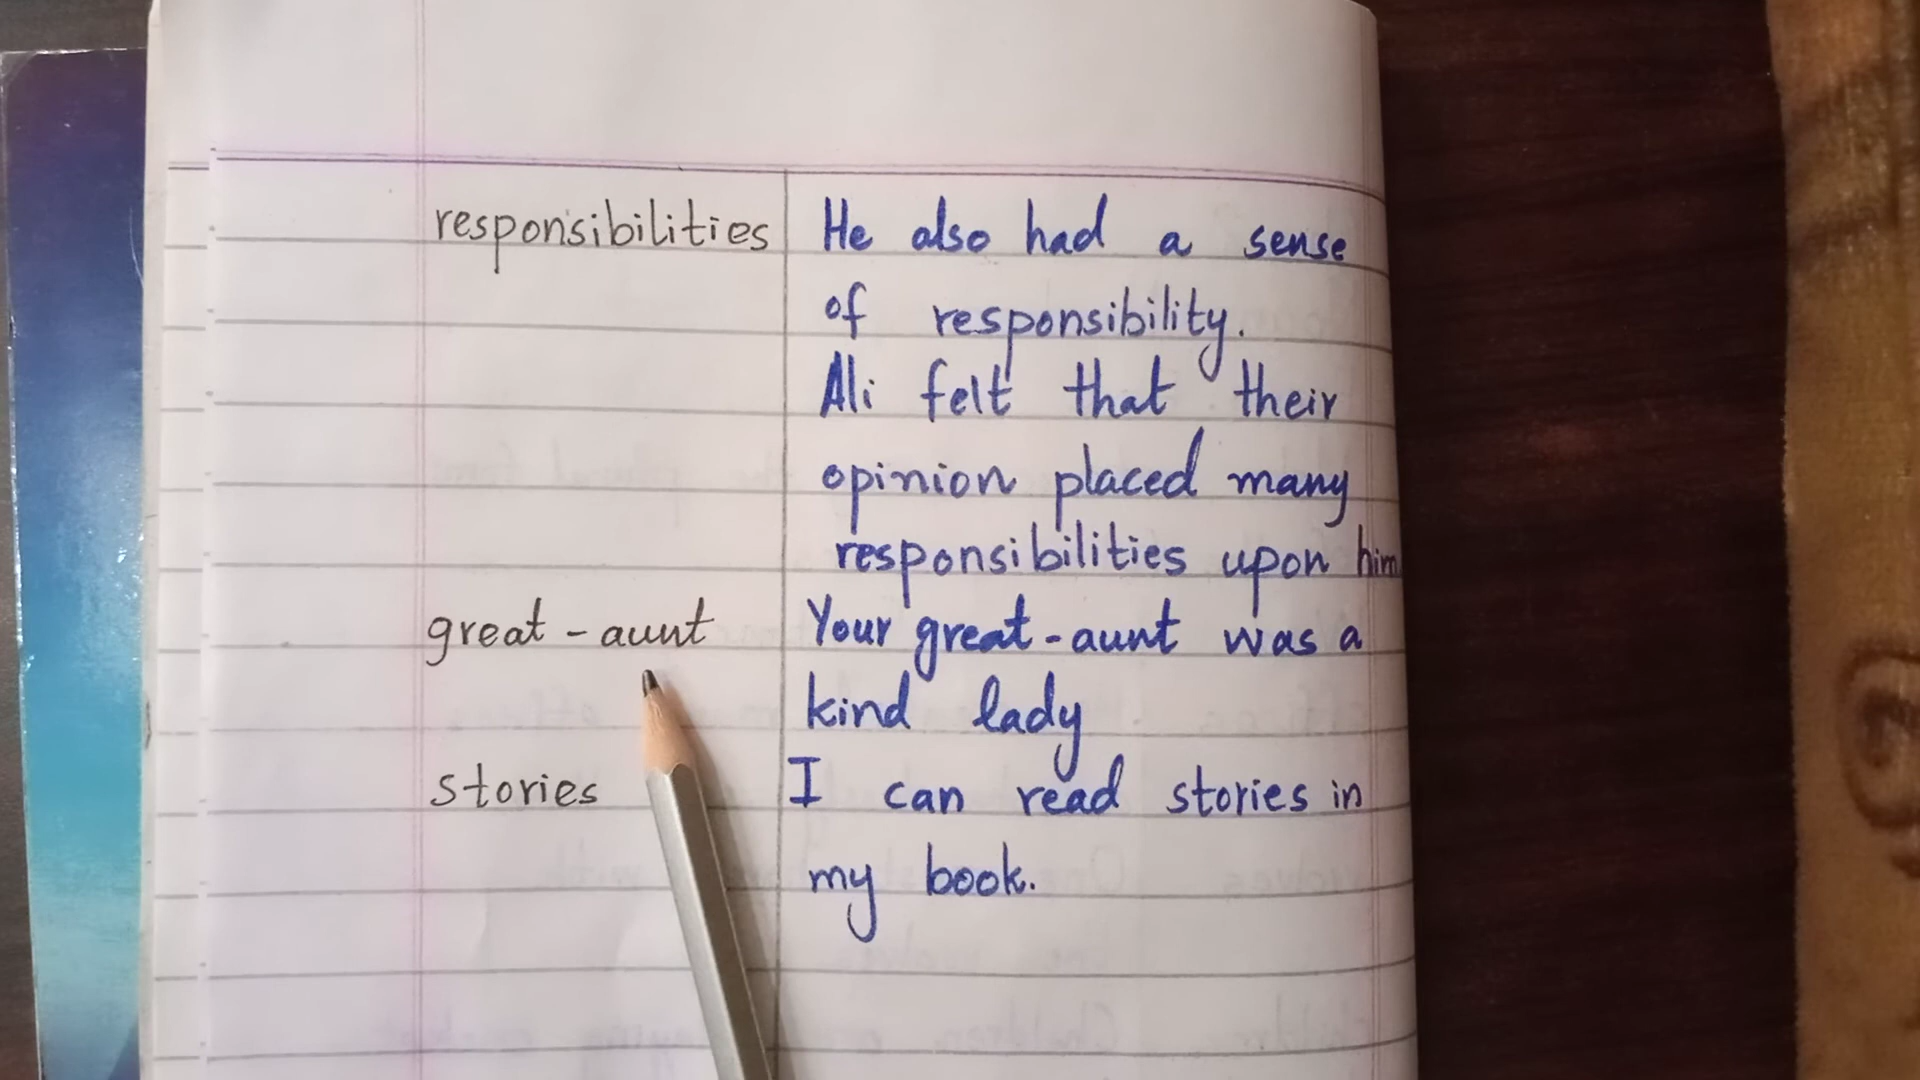 responsibilities He also had a sense
of responsibility.
Ali felt that their
opinion placed many
responsibilities upon him
great-aunt Your great-aunt was a
kind lady
stories I can read stories in
my book.